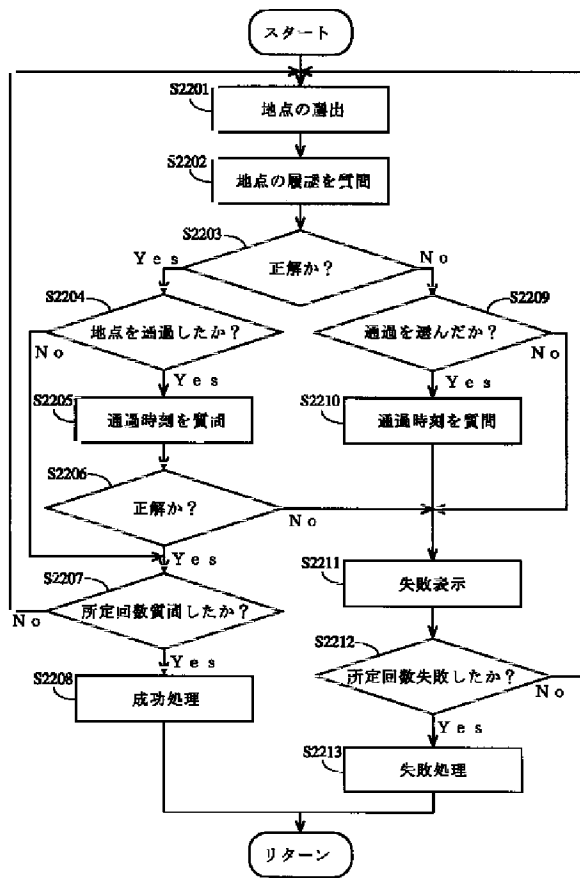 スタート
S2201
地点の選出
S2202
地点の履歴を質問
S2203
Yes
正解か?
No
S2204
地点を通過したか?
No
Yes
S2209
通過を選んだか?
No
Yes
S2205
通過時刻を質問
S2210
通過時刻を質問
S2206
正解か?
No
Yes
S2207
所定回数質問したか?
No
Yes
S2211
失敗表示
S2212
所定回数失敗したか?
No
Yes
S2208
成功処理
S2213
失敗処理
リターン